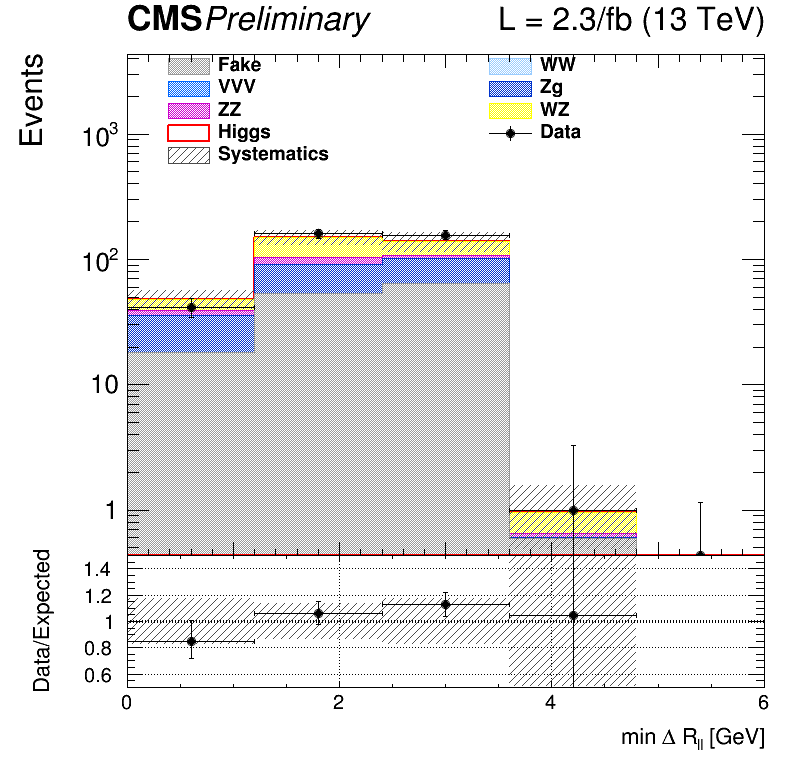 CMS Preliminary L = 2.3/fb (13 TeV)
Events
Fake WW
VVV Zg
ZZ WZ
Higgs Data
Systematics
10³
10²
10
1
Data/Expected
1.4
1.2
1
0.8
0.6
0 2 4 6
min Δ R_ll [GeV]